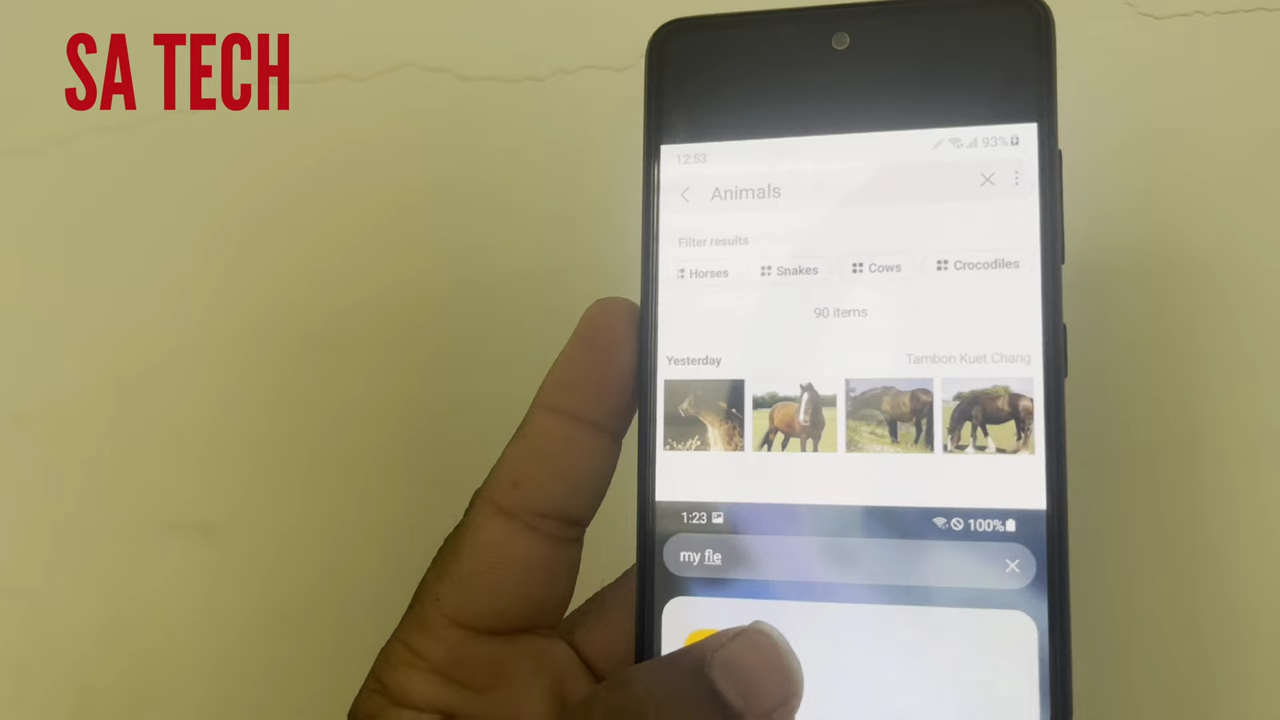 SA TECH
12:53
93%
Animals
Filter results
Horses Snakes Cows Crocodiles
90 items
Yesterday Tambon Kuet Chang
1:23 100%
my fle